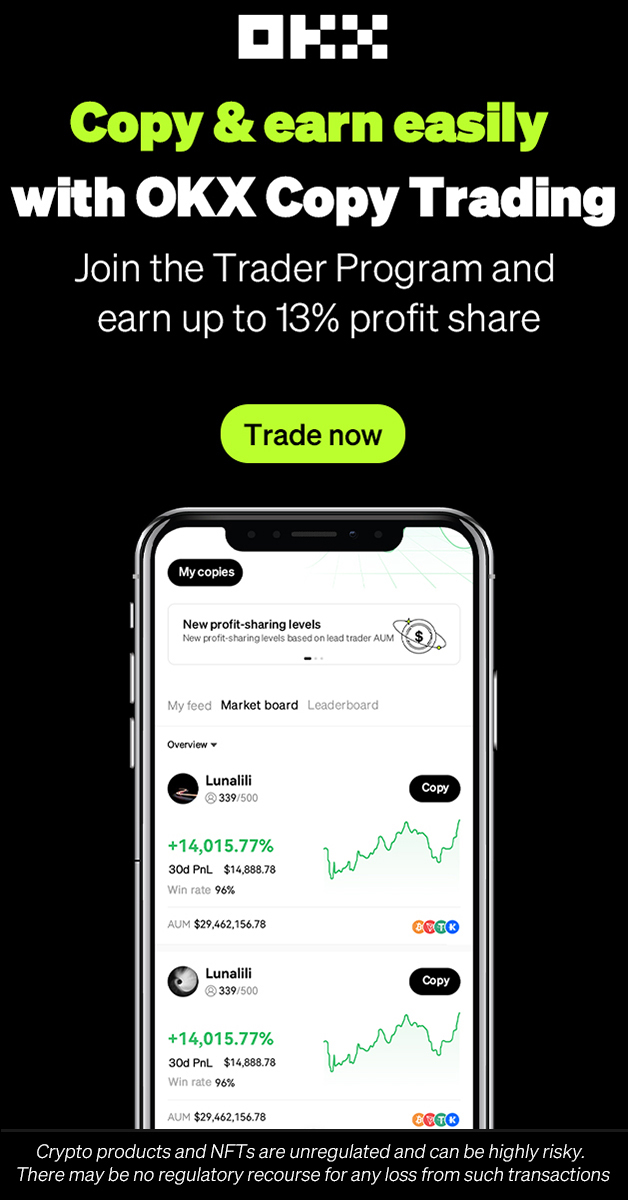 OKX
Copy & earn easily
with OKX Copy Trading
Join the Trader Program and
earn up to 13% profit share
Trade now
My copies
New profit-sharing levels
New profit-sharing levels based on lead trader AUM
$
My feed Market board Leaderboard
Overview
Lunalili
339/500
Copy
+14,015.77%
30d PnL $14,888.78
Win rate 96%
AUM $29,462,156.78
Lunalili
339/500
Copy
+14,015.77%
30d PnL $14,888.78
Win rate 96%
AUM $29,462,156.78
Crypto products and NFTs are unregulated and can be highly risky.
There may be no regulatory recourse for any loss from such transactions